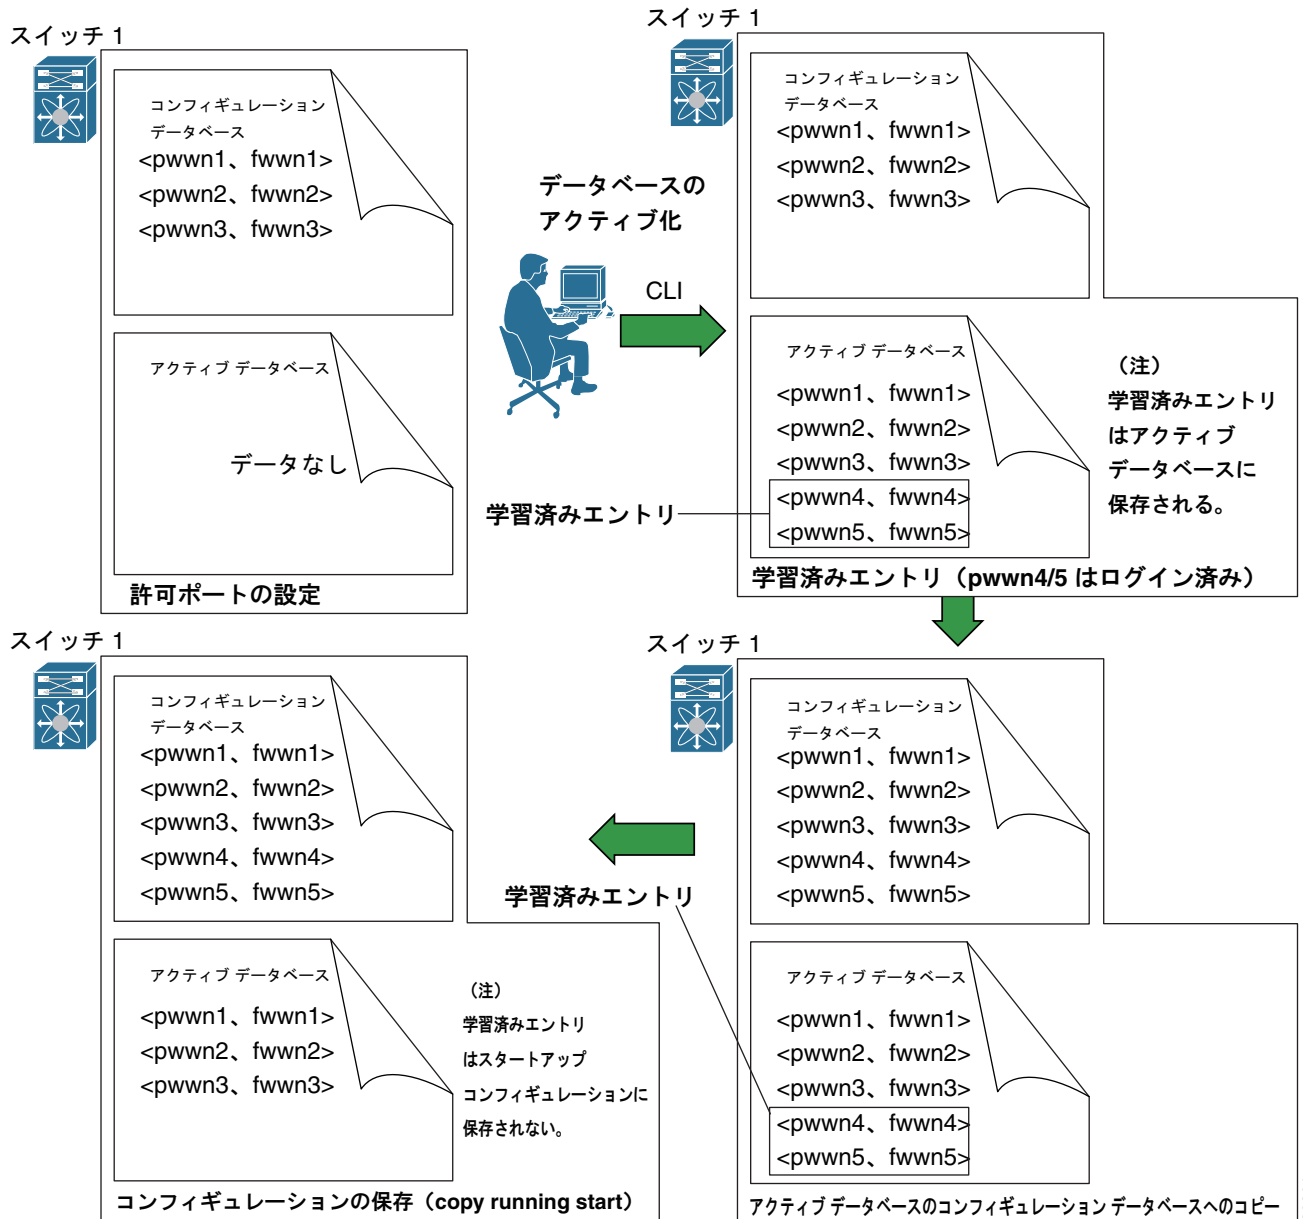 スイッチ 1
コンフィギュレーション
データベース
<pwwn1、fwwn1>
<pwwn2、fwwn2>
<pwwn3、fwwn3>
アクティブ データベース
データなし
許可ポートの設定
データベースの
アクティブ化
CLI
スイッチ 1
コンフィギュレーション
データベース
<pwwn1、fwwn1>
<pwwn2、fwwn2>
<pwwn3、fwwn3>
アクティブ データベース
<pwwn1、fwwn1>
<pwwn2、fwwn2>
<pwwn3、fwwn3>
<pwwn4、fwwn4>
<pwwn5、fwwn5>
学習済みエントリ
（注）
学習済みエントリ
はアクティブ
データベースに
保存される。
学習済みエントリ（pwwn4/5 はログイン済み）
スイッチ 1
コンフィギュレーション
データベース
<pwwn1、fwwn1>
<pwwn2、fwwn2>
<pwwn3、fwwn3>
<pwwn4、fwwn4>
<pwwn5、fwwn5>
アクティブ データベース
<pwwn1、fwwn1>
<pwwn2、fwwn2>
<pwwn3、fwwn3>
<pwwn4、fwwn4>
<pwwn5、fwwn5>
学習済みエントリ
アクティブ データベースのコンフィギュレーション データベースへのコピー
スイッチ 1
コンフィギュレーション
データベース
<pwwn1、fwwn1>
<pwwn2、fwwn2>
<pwwn3、fwwn3>
<pwwn4、fwwn4>
<pwwn5、fwwn5>
アクティブ データベース
<pwwn1、fwwn1>
<pwwn2、fwwn2>
<pwwn3、fwwn3>
（注）
学習済みエントリ
はスタートアップ
コンフィギュレーションに
保存されない。
コンフィギュレーションの保存（copy running start）